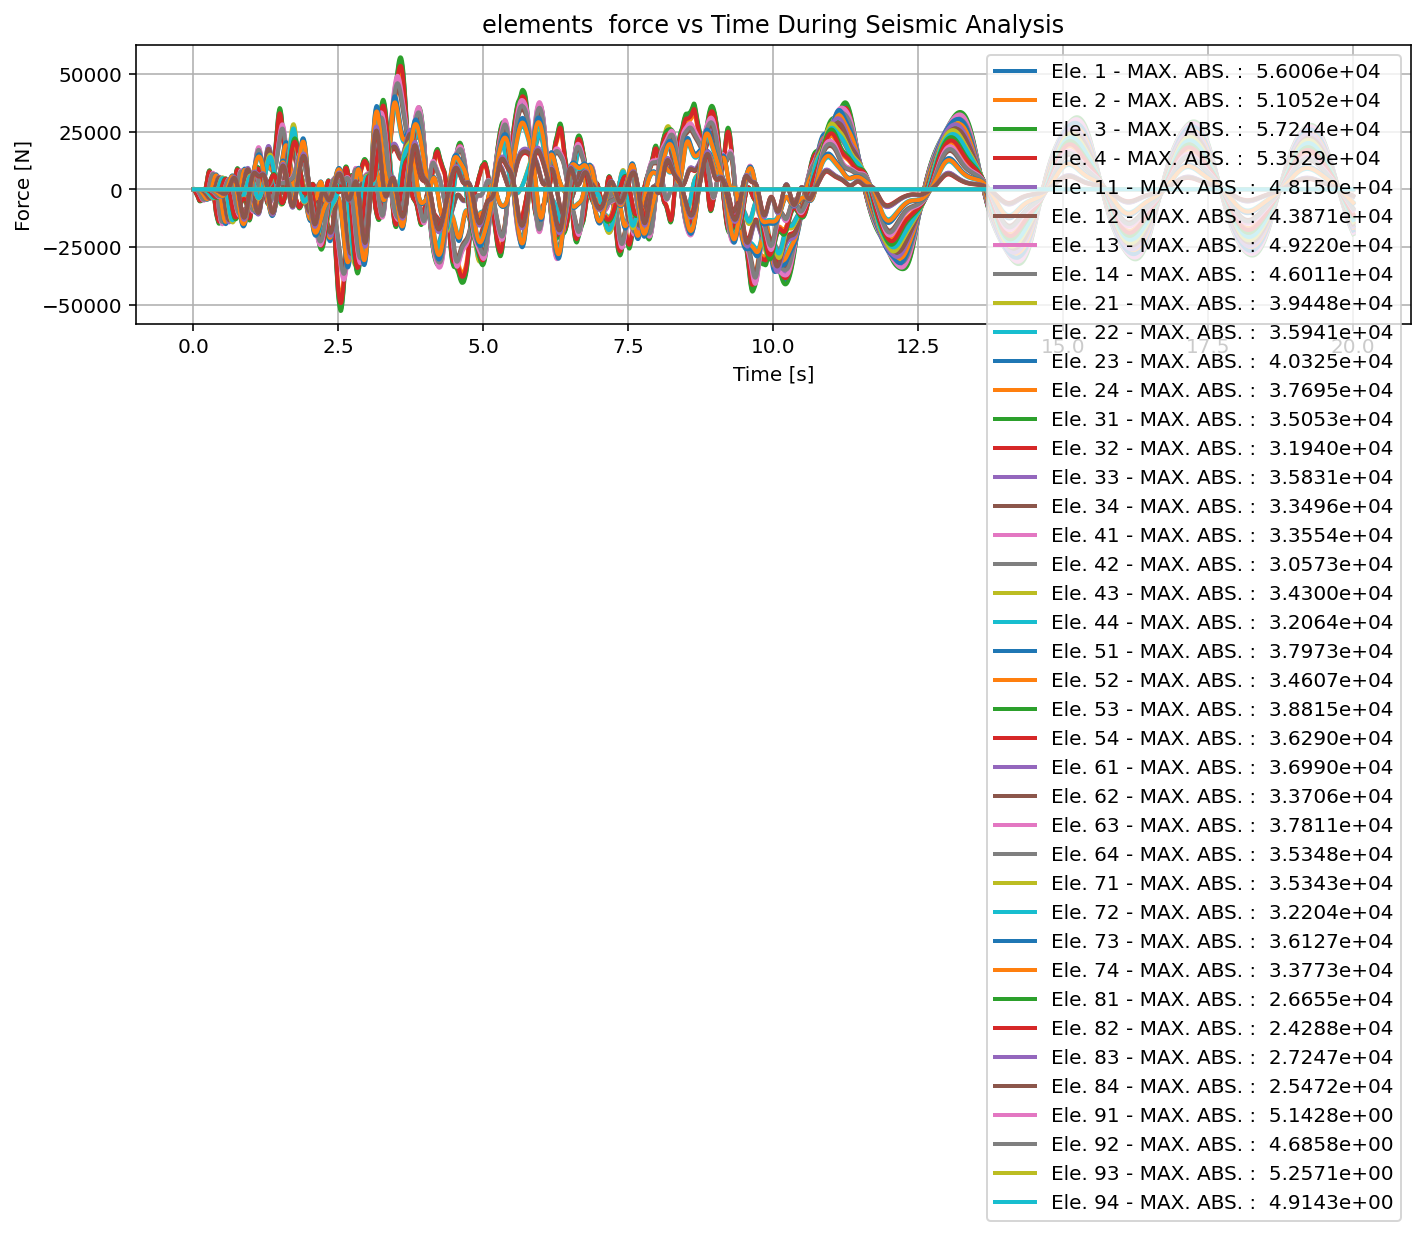 elements  force vs Time During Seismic Analysis
Force [N]
50000
25000
0
−25000
−50000
0.0
2.5
5.0
7.5
10.0
12.5
15.0
17.5
20.0
Time [s]
Ele. 1 - MAX. ABS. :  5.6006e+04
Ele. 2 - MAX. ABS. :  5.1052e+04
Ele. 3 - MAX. ABS. :  5.7244e+04
Ele. 4 - MAX. ABS. :  5.3529e+04
Ele. 11 - MAX. ABS. :  4.8150e+04
Ele. 12 - MAX. ABS. :  4.3871e+04
Ele. 13 - MAX. ABS. :  4.9220e+04
Ele. 14 - MAX. ABS. :  4.6011e+04
Ele. 21 - MAX. ABS. :  3.9448e+04
Ele. 22 - MAX. ABS. :  3.5941e+04
Ele. 23 - MAX. ABS. :  4.0325e+04
Ele. 24 - MAX. ABS. :  3.7695e+04
Ele. 31 - MAX. ABS. :  3.5053e+04
Ele. 32 - MAX. ABS. :  3.1940e+04
Ele. 33 - MAX. ABS. :  3.5831e+04
Ele. 34 - MAX. ABS. :  3.3496e+04
Ele. 41 - MAX. ABS. :  3.3554e+04
Ele. 42 - MAX. ABS. :  3.0573e+04
Ele. 43 - MAX. ABS. :  3.4300e+04
Ele. 44 - MAX. ABS. :  3.2064e+04
Ele. 51 - MAX. ABS. :  3.7973e+04
Ele. 52 - MAX. ABS. :  3.4607e+04
Ele. 53 - MAX. ABS. :  3.8815e+04
Ele. 54 - MAX. ABS. :  3.6290e+04
Ele. 61 - MAX. ABS. :  3.6990e+04
Ele. 62 - MAX. ABS. :  3.3706e+04
Ele. 63 - MAX. ABS. :  3.7811e+04
Ele. 64 - MAX. ABS. :  3.5348e+04
Ele. 71 - MAX. ABS. :  3.5343e+04
Ele. 72 - MAX. ABS. :  3.2204e+04
Ele. 73 - MAX. ABS. :  3.6127e+04
Ele. 74 - MAX. ABS. :  3.3773e+04
Ele. 81 - MAX. ABS. :  2.6655e+04
Ele. 82 - MAX. ABS. :  2.4288e+04
Ele. 83 - MAX. ABS. :  2.7247e+04
Ele. 84 - MAX. ABS. :  2.5472e+04
Ele. 91 - MAX. ABS. :  5.1428e+00
Ele. 92 - MAX. ABS. :  4.6858e+00
Ele. 93 - MAX. ABS. :  5.2571e+00
Ele. 94 - MAX. ABS. :  4.9143e+00